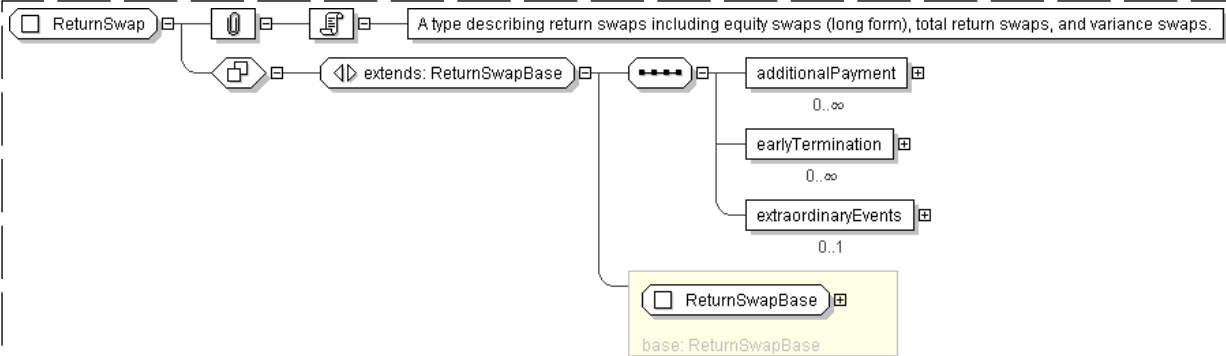 ReturnSwap
A type describing return swaps including equity swaps (long form), total return swaps, and variance swaps.
extends: ReturnSwapBase
additionalPayment
0..∞
earlyTermination
0..∞
extraordinaryEvents
0..1
ReturnSwapBase
base: ReturnSwapBase